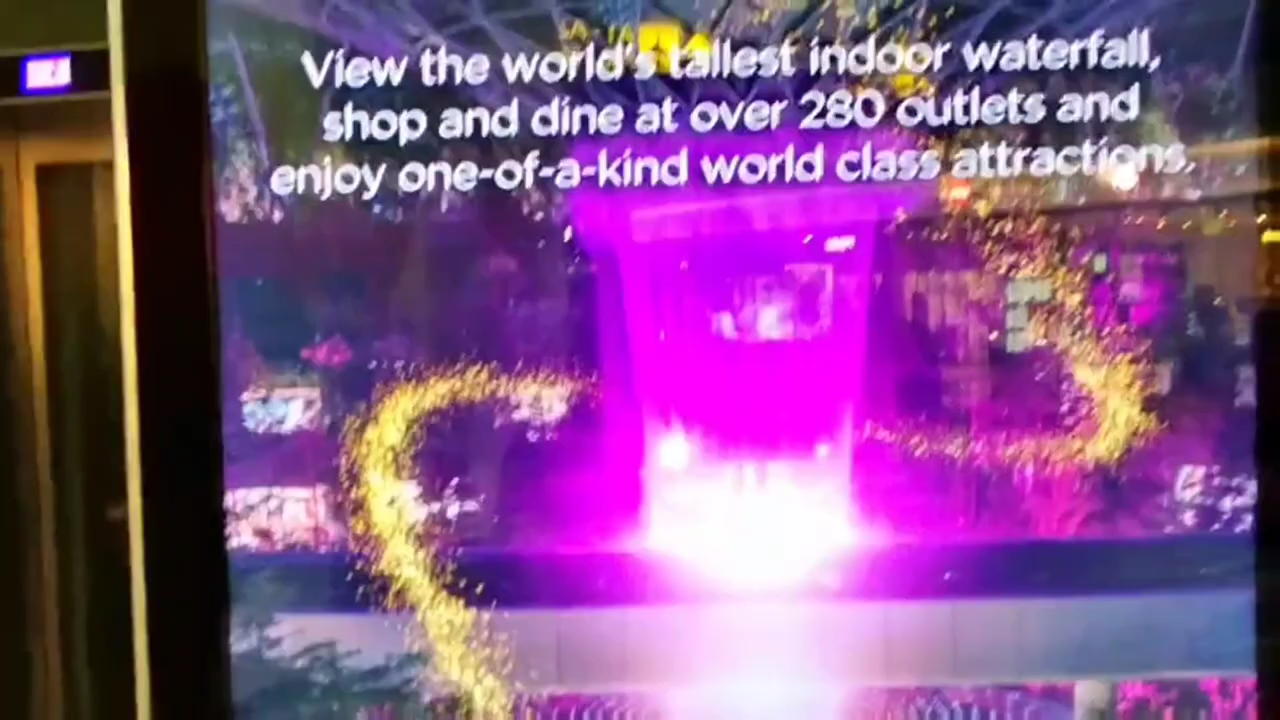 View the world's tallest indoor waterfall,
shop and dine at over 280 outlets and
enjoy one-of-a-kind world class attractions.